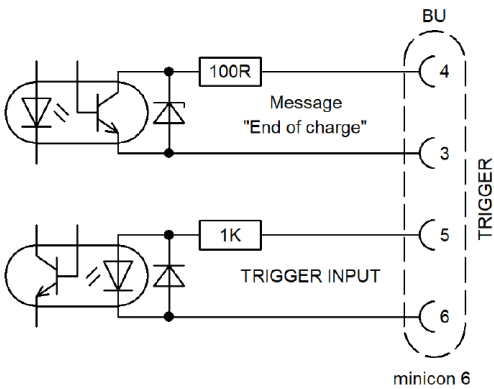 BU
100R
4
Message
"End of charge"
3
TRIGGER
1K
5
TRIGGER INPUT
6
minicon 6